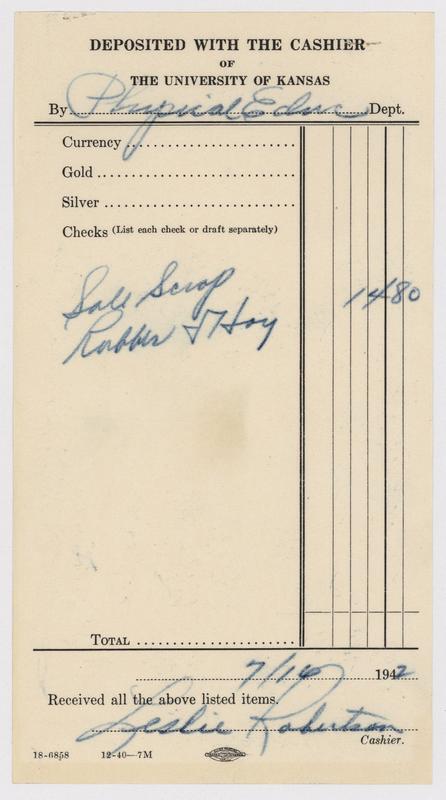 DEPOSITED WITH THE CASHIER
OF
THE UNIVERSITY OF KANSAS
By Physical Educ Dept.
Currency
Gold
Silver
Checks (List each check or draft separately)
Sale Scrap 14 80
Rubber
TOTAL
7/16 1942
Received all the above listed items.
Leslie Robertson
Cashier.
18-6858 12-40—7M